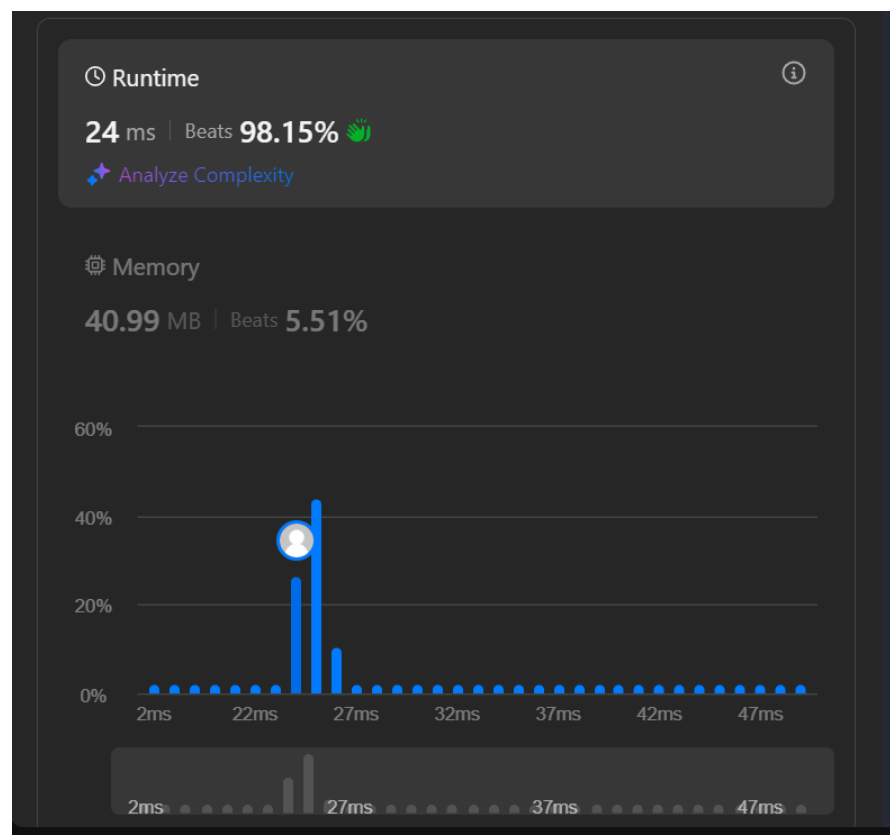 Runtime
24 ms | Beats 98.15%
Analyze Complexity
Memory
40.99 MB | Beats 5.51%
60%
40%
20%
0%
2ms 22ms 27ms 32ms 37ms 42ms 47ms
2ms 27ms 37ms 47ms